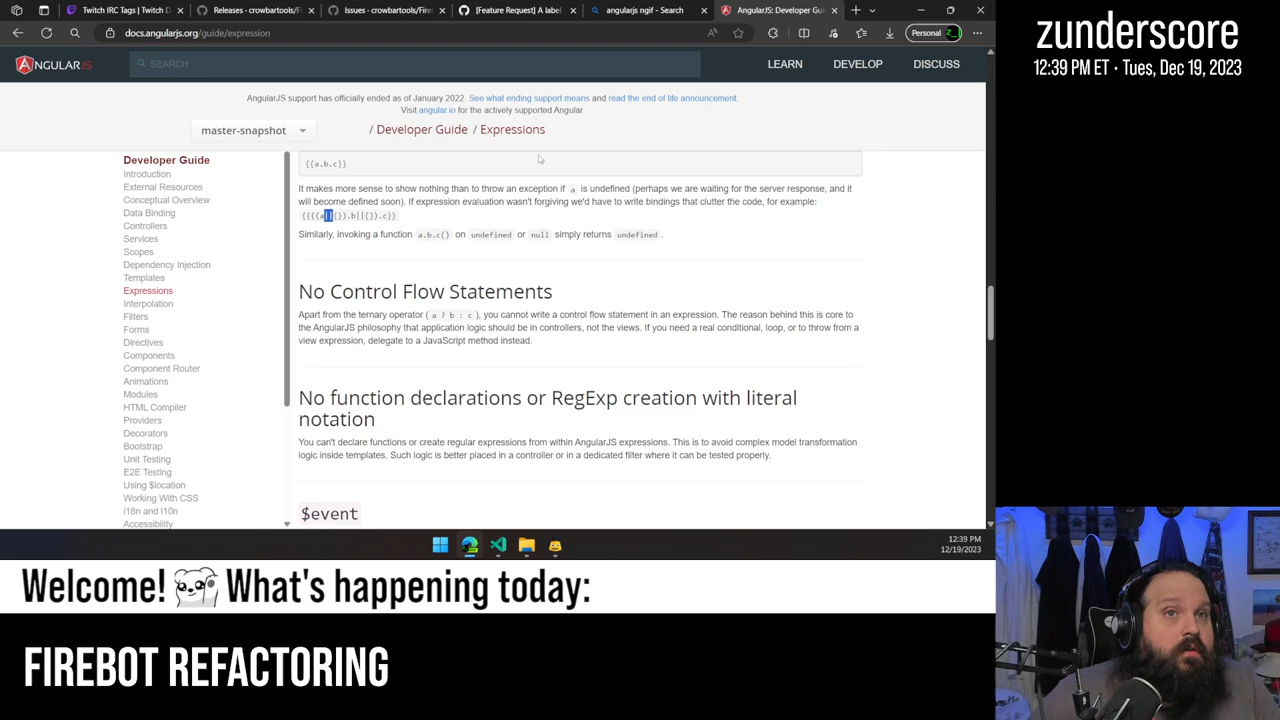 Twitch IRC Tags | Twitch D
Releases · crowbartools/Fireb
Issues · crowbartools/Fireb
[Feature Request] A label
angularjs ngif - Search
AngularJS: Developer Gu
docs.angularjs.org/guide/expression
Personal
ANGULARJS
SEARCH
LEARN
DEVELOP
DISCUSS
AngularJS support has officially ended as of January 2022. See what ending support means and read the end of life announcement.
Visit angular.io for the actively supported Angular.
master-snapshot
/ Developer Guide / Expressions
Developer Guide
Introduction
External Resources
Conceptual Overview
Data Binding
Controllers
Services
Scopes
Dependency Injection
Templates
Expressions
Interpolation
Filters
Forms
Directives
Components
Component Router
Animations
Modules
HTML Compiler
Providers
Decorators
Bootstrap
Unit Testing
E2E Testing
Using $location
Working With CSS
i18n and l10n
Accessibility
{{a.b.c}}
It makes more sense to show nothing than to throw an exception if a is undefined (perhaps we are waiting for the server response, and it
will become defined soon). If expression evaluation wasn't forgiving we'd have to write bindings that clutter the code, for example:
{{((a||{}).b||{}).c}}
Similarly, invoking a function a.b.c() on undefined or null simply returns undefined.
No Control Flow Statements
Apart from the ternary operator (a ? b : c), you cannot write a control flow statement in an expression. The reason behind this is core to
the AngularJS philosophy that application logic should be in controllers, not the views. If you need a real conditional, loop, or to throw from a
view expression, delegate to a JavaScript method instead.
No function declarations or RegExp creation with literal
notation
You can't declare functions or create regular expressions from within AngularJS expressions. This is to avoid complex model transformation
logic inside templates. Such logic is better placed in a controller or in a dedicated filter where it can be tested properly.
$event
12:39 PM
12/19/2023
zunderscore
12:39 PM ET • Tues, Dec 19, 2023
Welcome! What's happening today:
FIREBOT REFACTORING